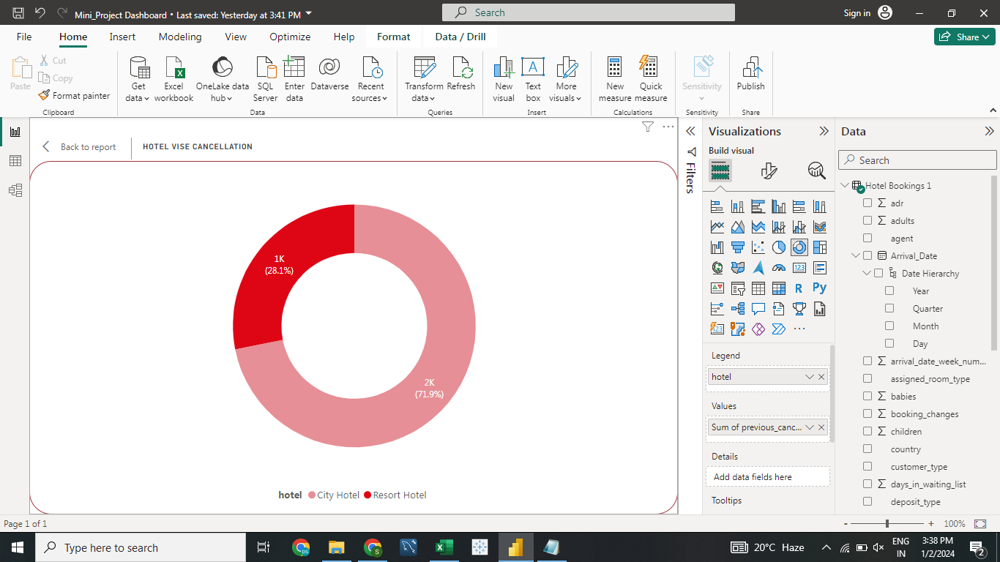 Mini_Project Dashboard • Last saved: Yesterday at 3:41 PM
Search
Sign in
File
Home
Insert
Modeling
View
Optimize
Help
Format
Data / Drill
Share
Paste
Cut
Copy
Format painter
Clipboard
Get
data
Excel
workbook
OneLake data
hub
SQL
Server
Enter
data
Dataverse
Recent
sources
Data
Transform
data
Refresh
Queries
New
visual
Text
box
More
visuals
Insert
New
measure
Quick
measure
Calculations
Sensitivity
Sensitivity
Publish
Share
Back to report
HOTEL VISE CANCELLATION
1K
(28.1%)
2K
(71.9%)
hotel City Hotel Resort Hotel
Filters
Visualizations
Build visual
123
R
Py
123
Legend
hotel
Values
Sum of previous_canc...
Details
Add data fields here
Tooltips
Data
Search
Hotel Bookings 1
adr
adults
agent
Arrival_Date
Date Hierarchy
Year
Quarter
Month
Day
arrival_date_week_num...
assigned_room_type
babies
booking_changes
children
country
customer_type
days_in_waiting_list
deposit_type
Page 1 of 1
- + 100%
Type here to search
20°C Haze
ENG
IN
3:38 PM
1/2/2024
2